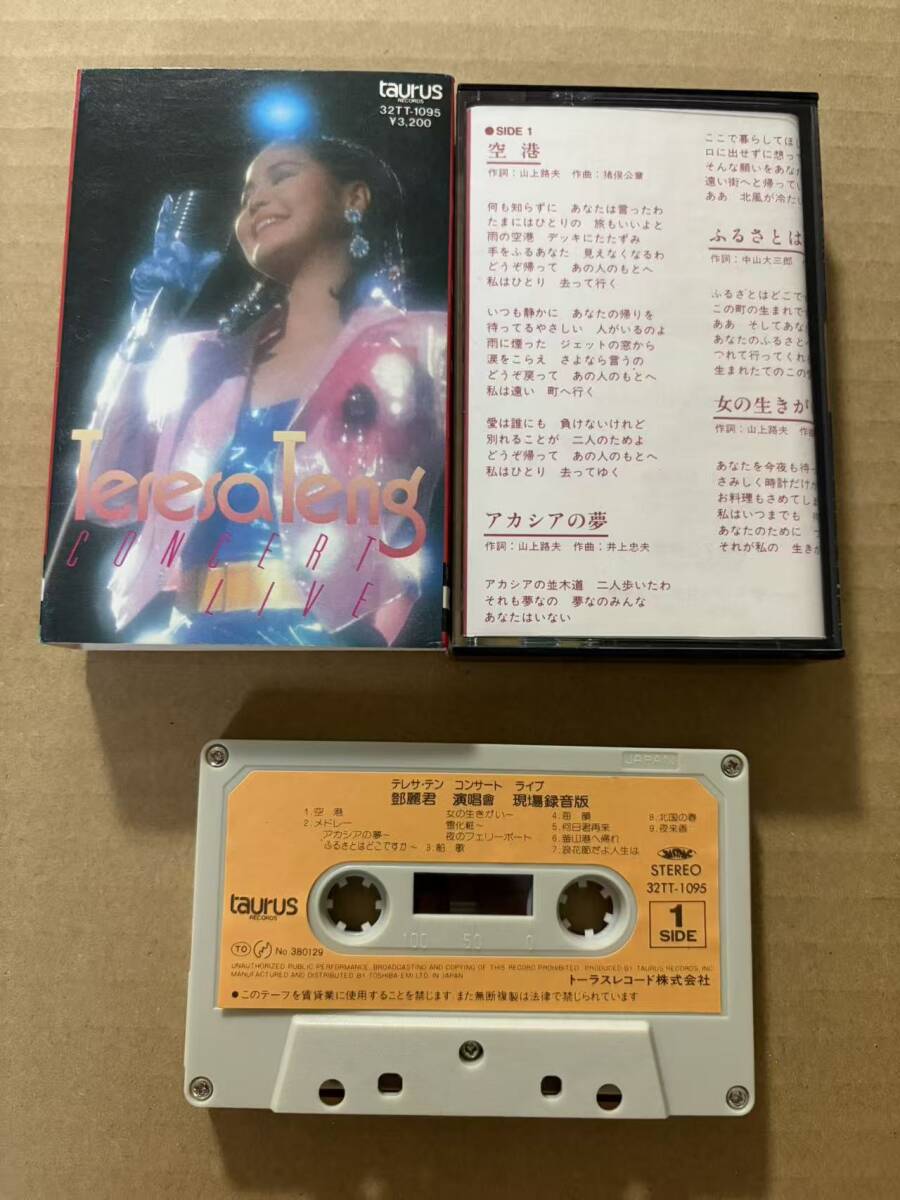 taurus
RECORDS
32TT-1095
¥3,200
Teresa Teng
CONCERT
LIVE
●SIDE 1
空港
作詞:山上路夫 作曲:猪俣公章
何も知らずに あなたは言ったわ
たまにはひとりの 旅もいいよと
雨の空港 デッキにたたずみ
手をふるあなた 見えなくなるわ
どうぞ帰って あの人のもとへ
私はひとり 去って行く
いつも静かに あなたの帰りを
待ってるやさしい 人がいるのよ
雨に煙った ジェットの窓から
涙をこらえ さよなら言うの
どうぞ戻って あの人のもとへ
私は遠い 町へ行く
愛は誰にも 負けないけれど
別れることが 二人のためよ
どうぞ帰って あの人のもとへ
私はひとり 去ってゆく
アカシアの夢
作詞:山上路夫 作曲:井上忠夫
アカシアの並木道 二人歩いたわ
それも夢なの 夢なのみんな
あなたはいない
ここで暮らしてほし
口に出せずに想って
そんな願いをあなた
遠い街へと帰ってい
ああ 北風が冷たい
ふるさとは
作詞:中山大三郎
ふるさとはどこで
この町の生まれで
ああ そしてあな
あなたのふるさと
つれて行ってくれ
生まれたてのこの
女の生きが
作詞:山上路夫 作
あなたを今夜も待
さみしく時計だけ
お料理もさめてしま
私はいつまでも
あなたのために
それが私の 生きが
JAPAN
テレサ・テン コンサート ライブ
鄧麗君 演唱會 現場録音版
1.空港
2.メドレー
アカシアの夢~
ふるさとはどこですか~
女の生きがい~
雪化粧~
夜のフェリーボート
3.船歌
4.海韻
5.何日君再来
6.釜山港へ帰れ
7.浪花節だよ人生は
8.北国の春
9.夜来香
STEREO
32TT-1095
1
SIDE
taurus
RECORDS
TO No.380129
100 50 0
UNAUTHORIZED PUBLIC PERFORMANCE, BROADCASTING AND COPYING OF THIS RECORD PROHIBITED. PRODUCED BY TAURUS RECORDS, INC.
MANUFACTURED AND DISTRIBUTED BY TOSHIBA EMI LTD. IN JAPAN
トーラスレコード株式会社
●このテープを賃貸業に使用することを禁じます。また無断複製は法律で禁じられています